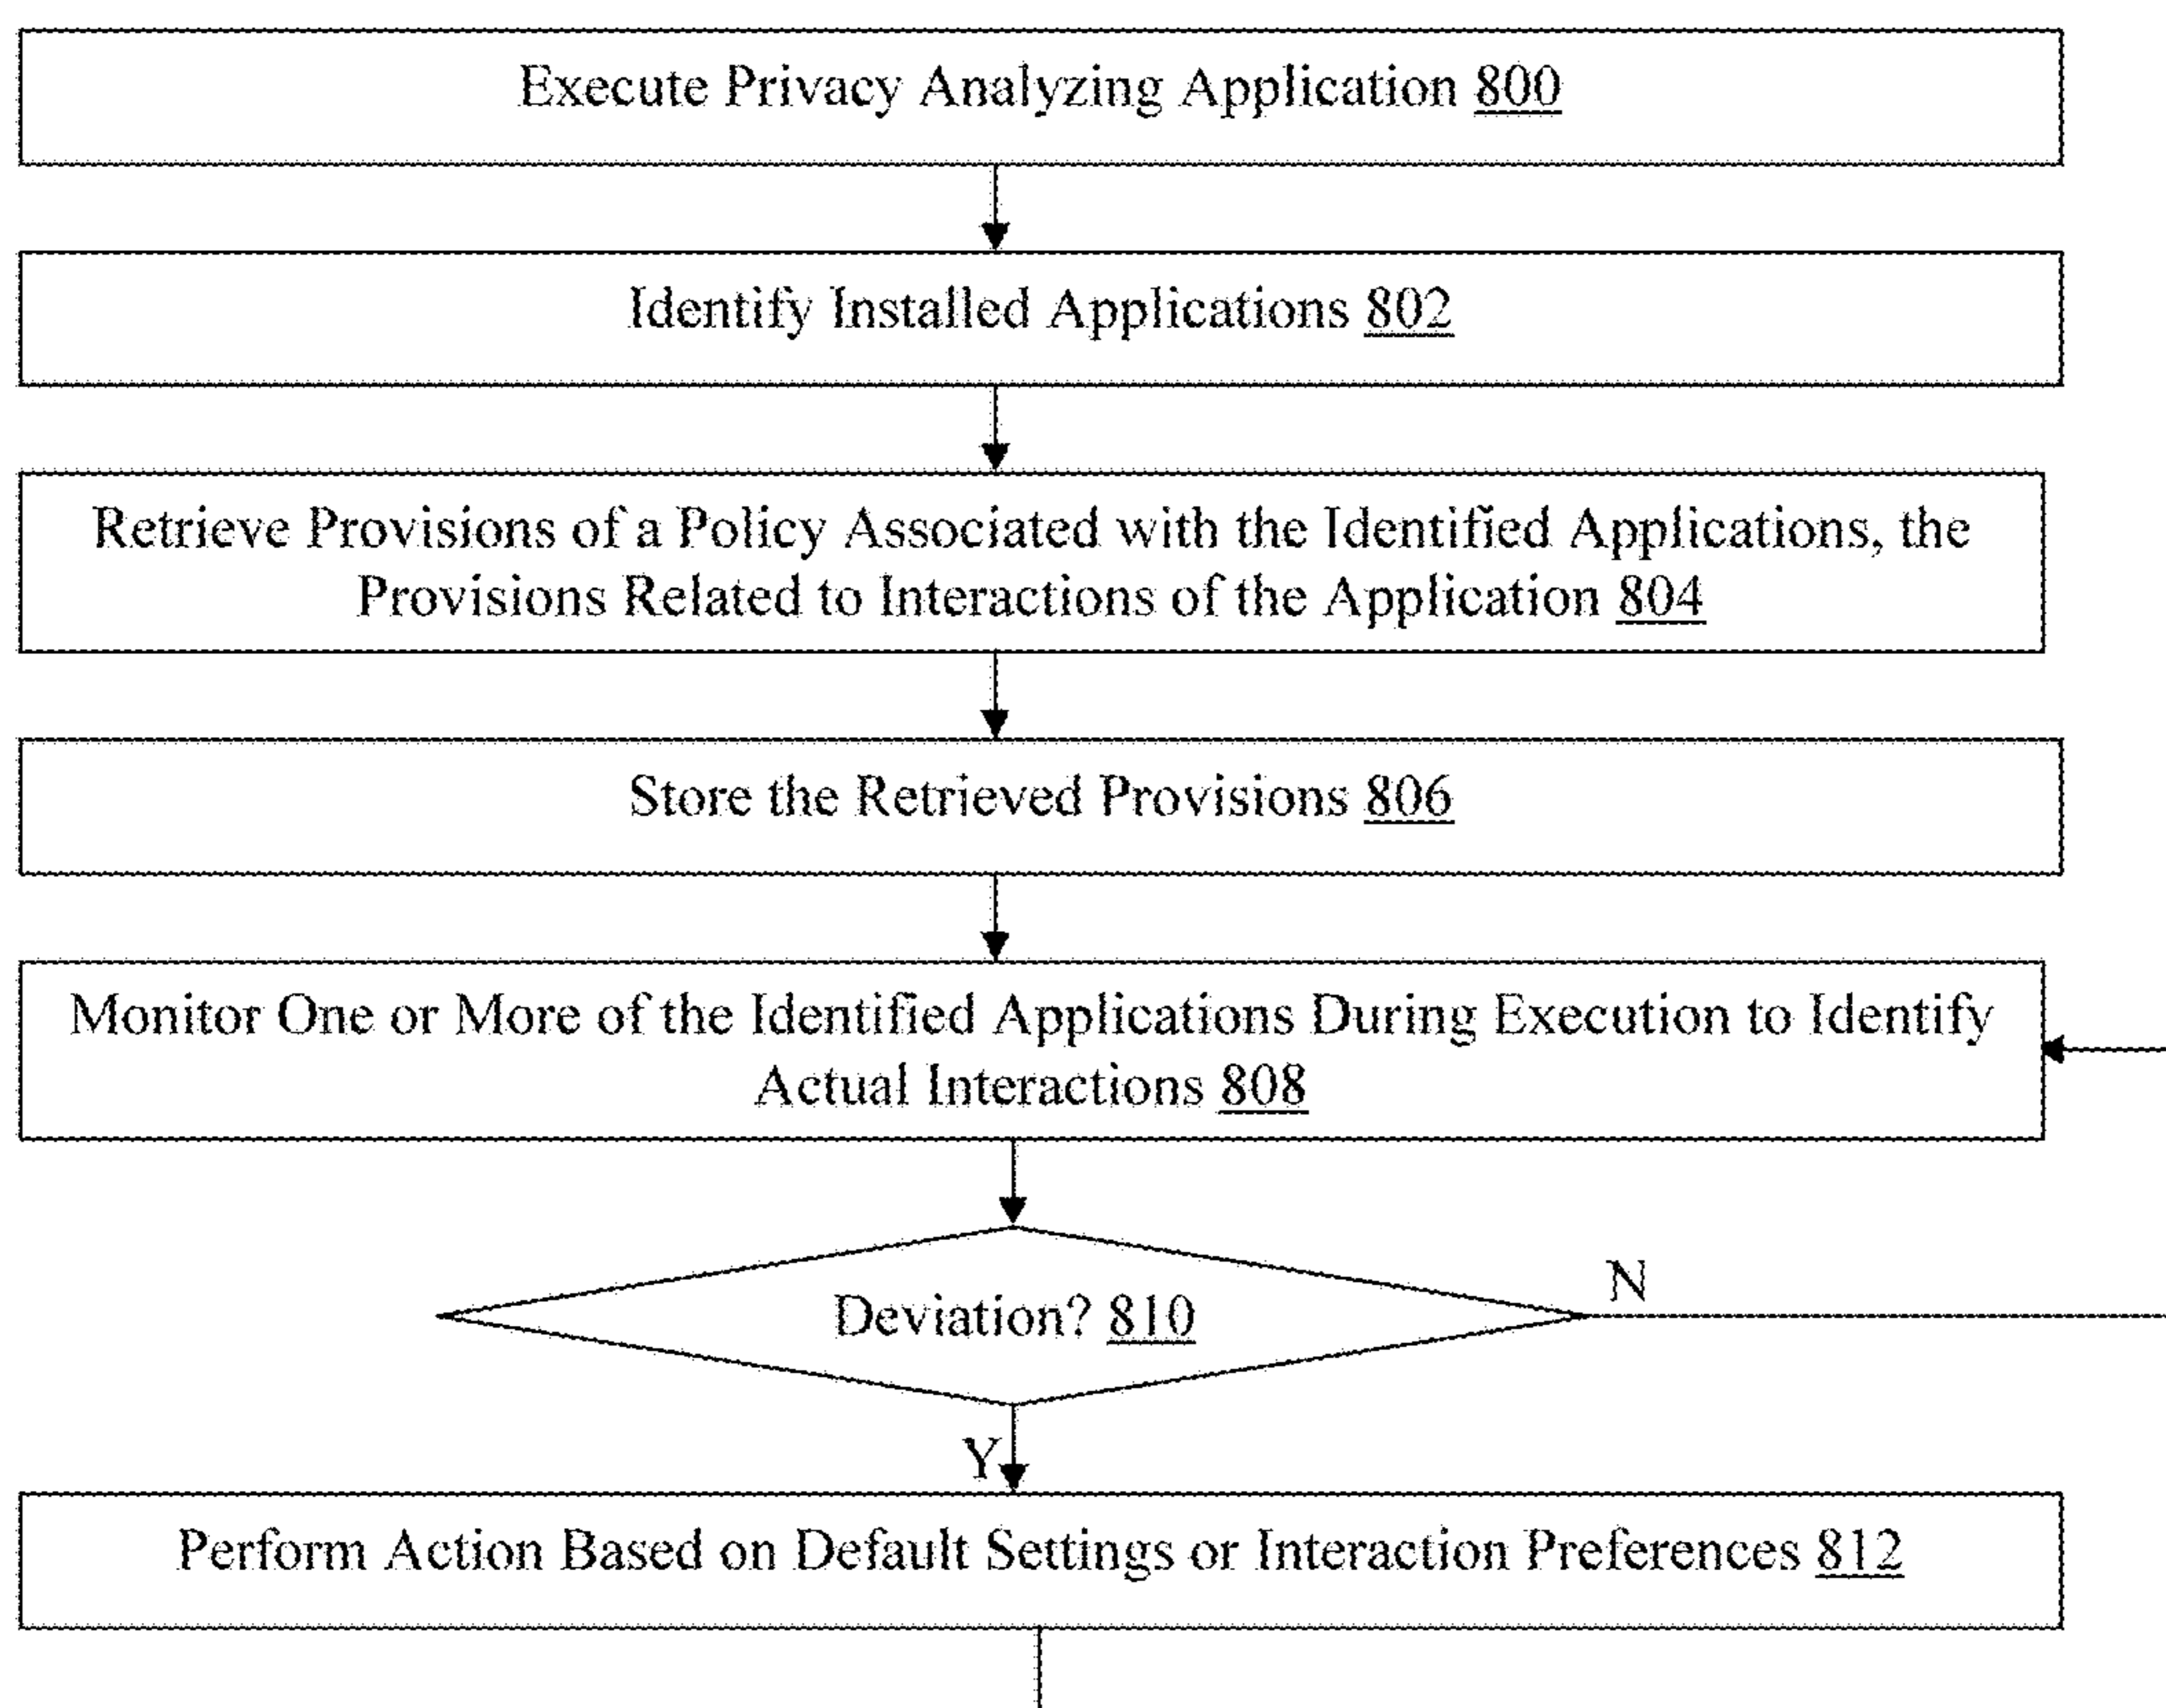 Execute Privacy Analyzing Application 800
Identify Installed Applications 802
Retrieve Provisions of a Policy Associated with the Identified Applications, the
Provisions Related to Interactions of the Application 804
Store the Retrieved Provisions 806
Monitor One or More of the Identified Applications During Execution to Identify
Actual Interactions 808
N
Deviation? 810
Y
Perform Action Based on Default Settings or Interaction Preferences 812